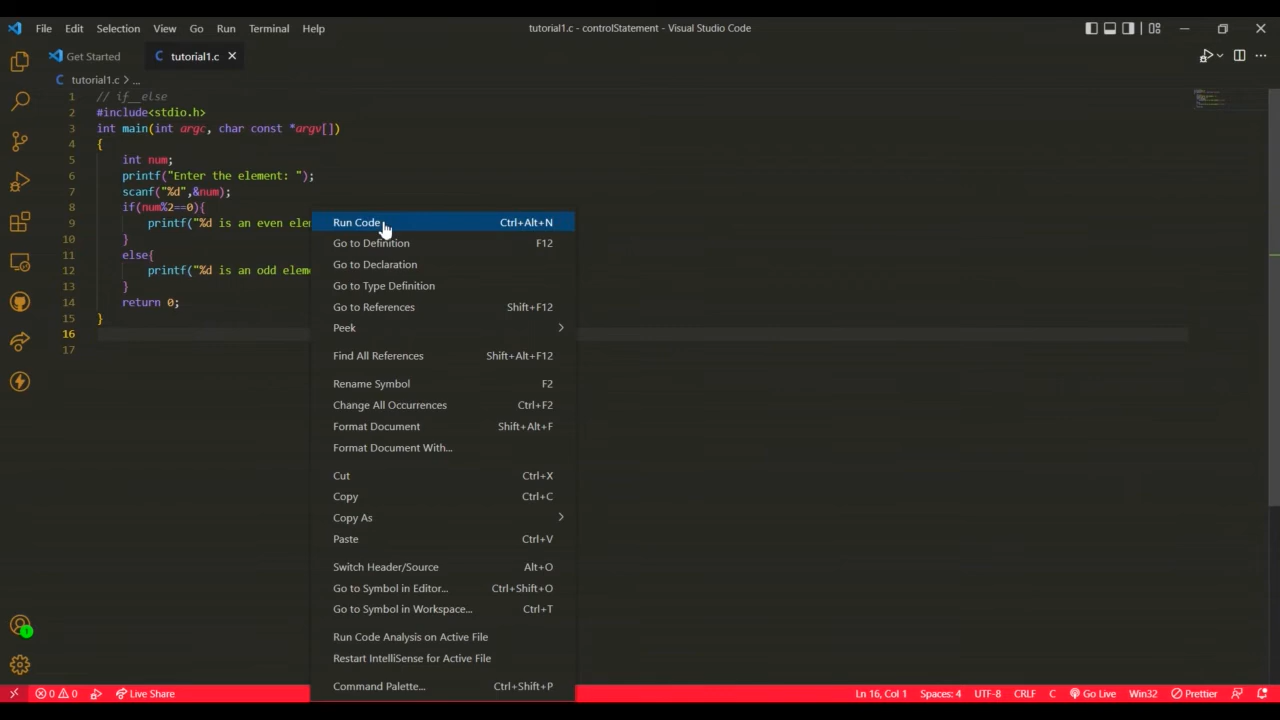 File Edit Selection View Go Run Terminal Help tutorial1.c - controlStatement - Visual Studio Code
Get Started tutorial1.c
tutorial1.c > ...
1 // if__else
2 #include<stdio.h>
3 int main(int argc, char const *argv[])
4 {
5 int num;
6 printf("Enter the element: ");
7 scanf("%d",&num);
8 if(num%2==0){
9 printf("%d is an even elem
10 }
11 else{
12 printf("%d is an odd eleme
13 }
14 return 0;
15 }
16
17
Run Code Ctrl+Alt+N
Go to Definition F12
Go to Declaration
Go to Type Definition
Go to References Shift+F12
Peek
Find All References Shift+Alt+F12
Rename Symbol F2
Change All Occurrences Ctrl+F2
Format Document Shift+Alt+F
Format Document With...
Cut Ctrl+X
Copy Ctrl+C
Copy As
Paste Ctrl+V
Switch Header/Source Alt+O
Go to Symbol in Editor... Ctrl+Shift+O
Go to Symbol in Workspace... Ctrl+T
Run Code Analysis on Active File
Restart IntelliSense for Active File
Command Palette... Ctrl+Shift+P
1
0 0 Live Share Ln 16, Col 1 Spaces: 4 UTF-8 CRLF C Go Live Win32 Prettier